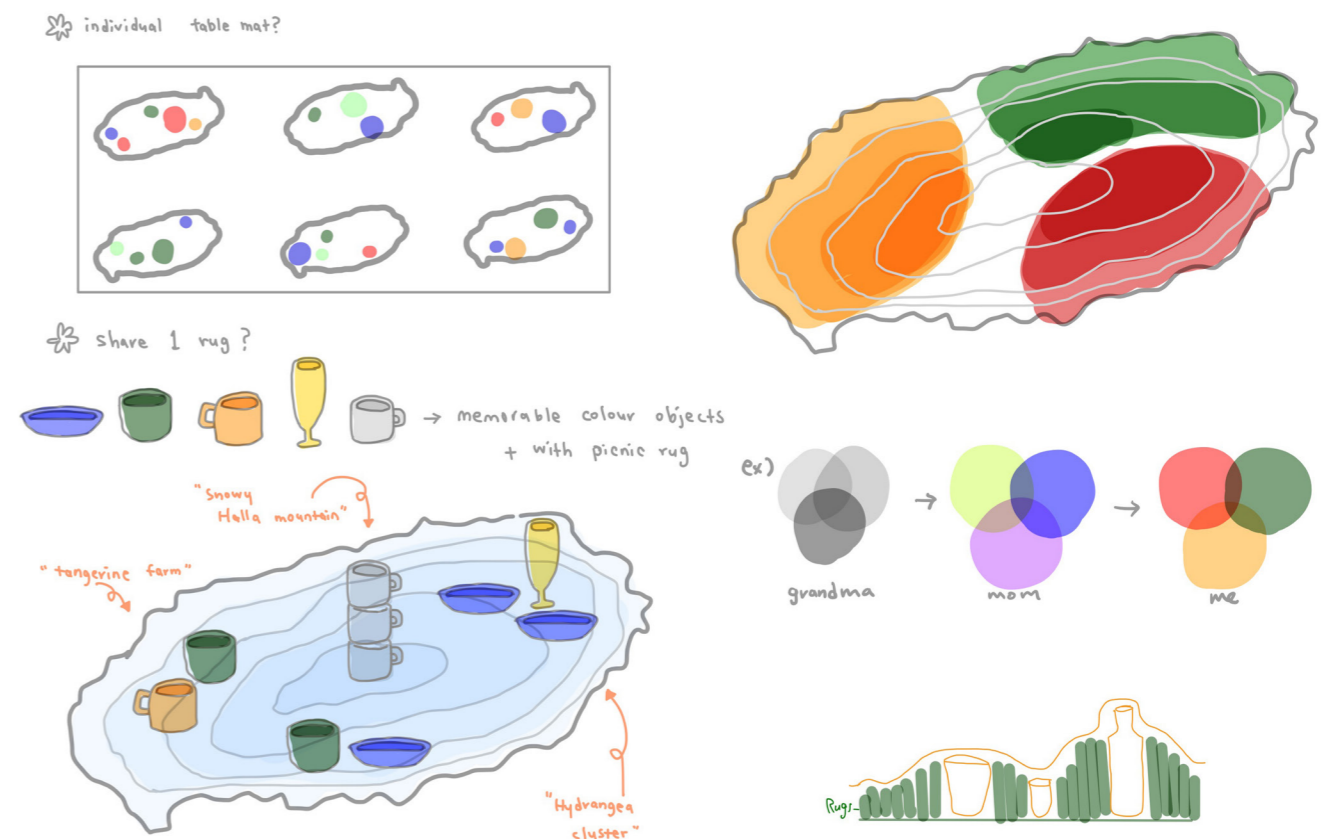 individual table mat?
share 1 rug?
→ memorable colour objects
+ with picnic rug
"Snowy
Halla mountain"
"tangerine farm"
"Hydrangea
cluster"
ex)
grandma
mom
me
Rugs